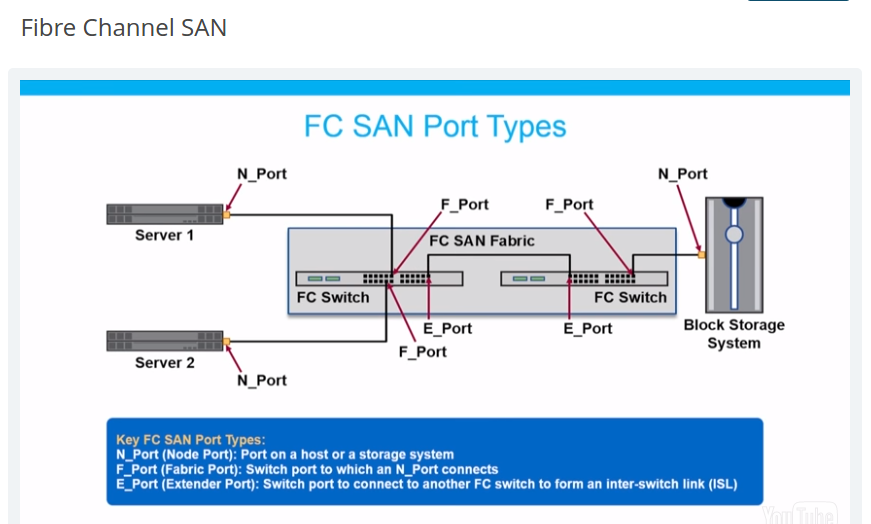 Fibre Channel SAN
FC SAN Port Types
N_Port
N_Port
F_Port
F_Port
Server 1
FC SAN Fabric
FC Switch
FC Switch
E_Port
E_Port
Block Storage
System
F_Port
Server 2
N_Port
Key FC SAN Port Types:
N_Port (Node Port): Port on a host or a storage system
F_Port (Fabric Port): Switch port to which an N_Port connects
E_Port (Extender Port): Switch port to connect to another FC switch to form an inter-switch link (ISL)
YouTube